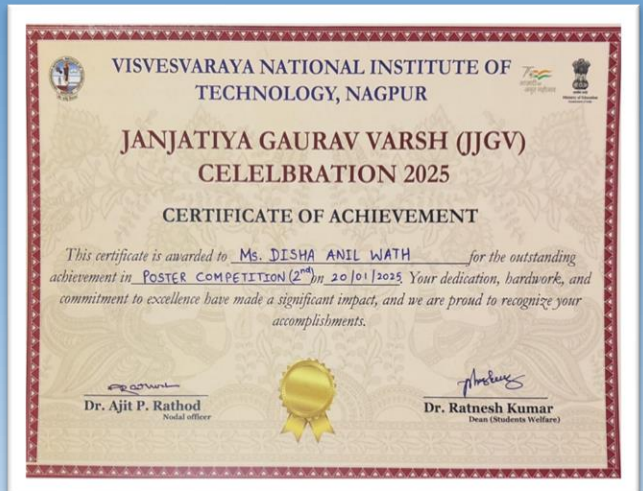 VISVESVARAYA NATIONAL INSTITUTE OF
TECHNOLOGY, NAGPUR
JANJATIYA GAURAV VARSH (JJGV)
CELELBRATION 2025
CERTIFICATE OF ACHIEVEMENT
This certificate is awarded to Ms. DISHA ANIL WATH for the outstanding
achievement in POSTER COMPETITION (2nd) on 20/01/2025. Your dedication, hardwork, and
commitment to excellence have made a significant impact, and we are proud to recognize your
accomplishments.
Dr. Ajit P. Rathod
Nodal officer
Dr. Ratnesh Kumar
Dean (Students Welfare)